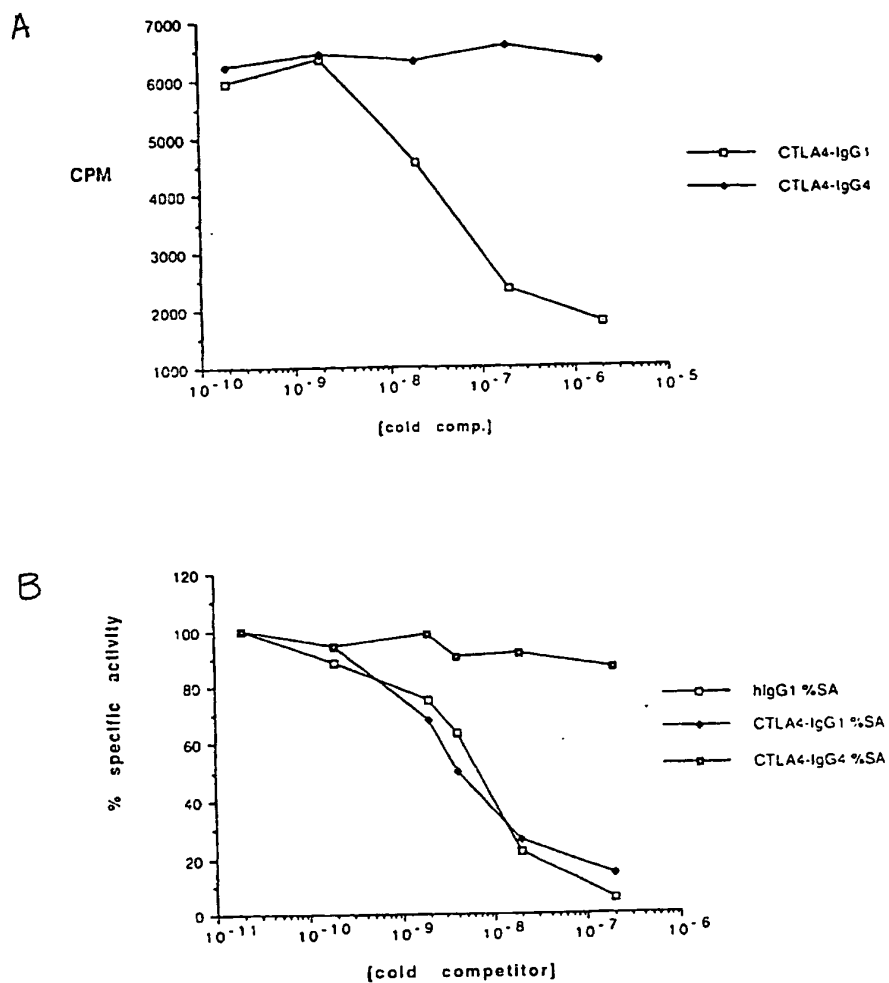 A
7000
6000
5000
CPM
4000
3000
2000
1000
10-10
10-9
10-8
10-7
10-6
10-5
[cold comp.]
CTLA4-IgG1
CTLA4-IgG4
B
120
100
80
60
40
20
0
% specific activity
10-11
10-10
10-9
10-8
10-7
10-6
[cold competitor]
hIgG1 %SA
CTLA4-IgG1 %SA
CTLA4-IgG4 %SA